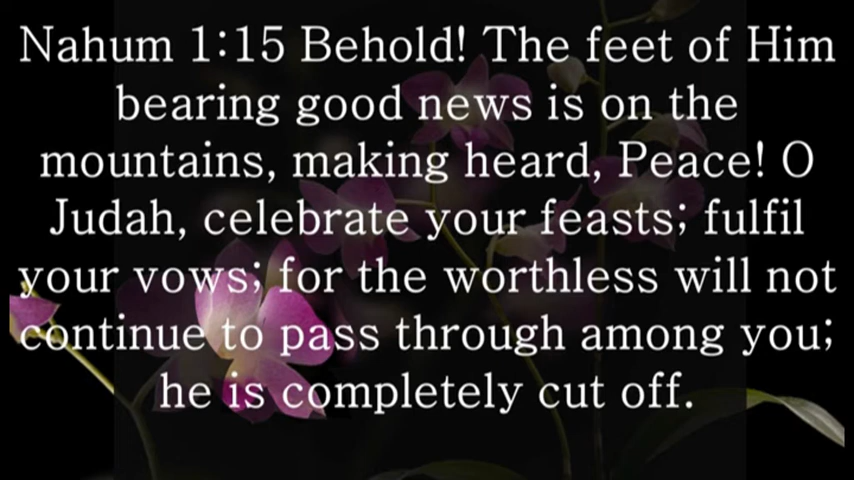 Nahum 1:15 Behold! The feet of Him
bearing good news is on the
mountains, making heard, Peace! O
Judah, celebrate your feasts; fulfil
your vows; for the worthless will not
continue to pass through among you;
he is completely cut off.